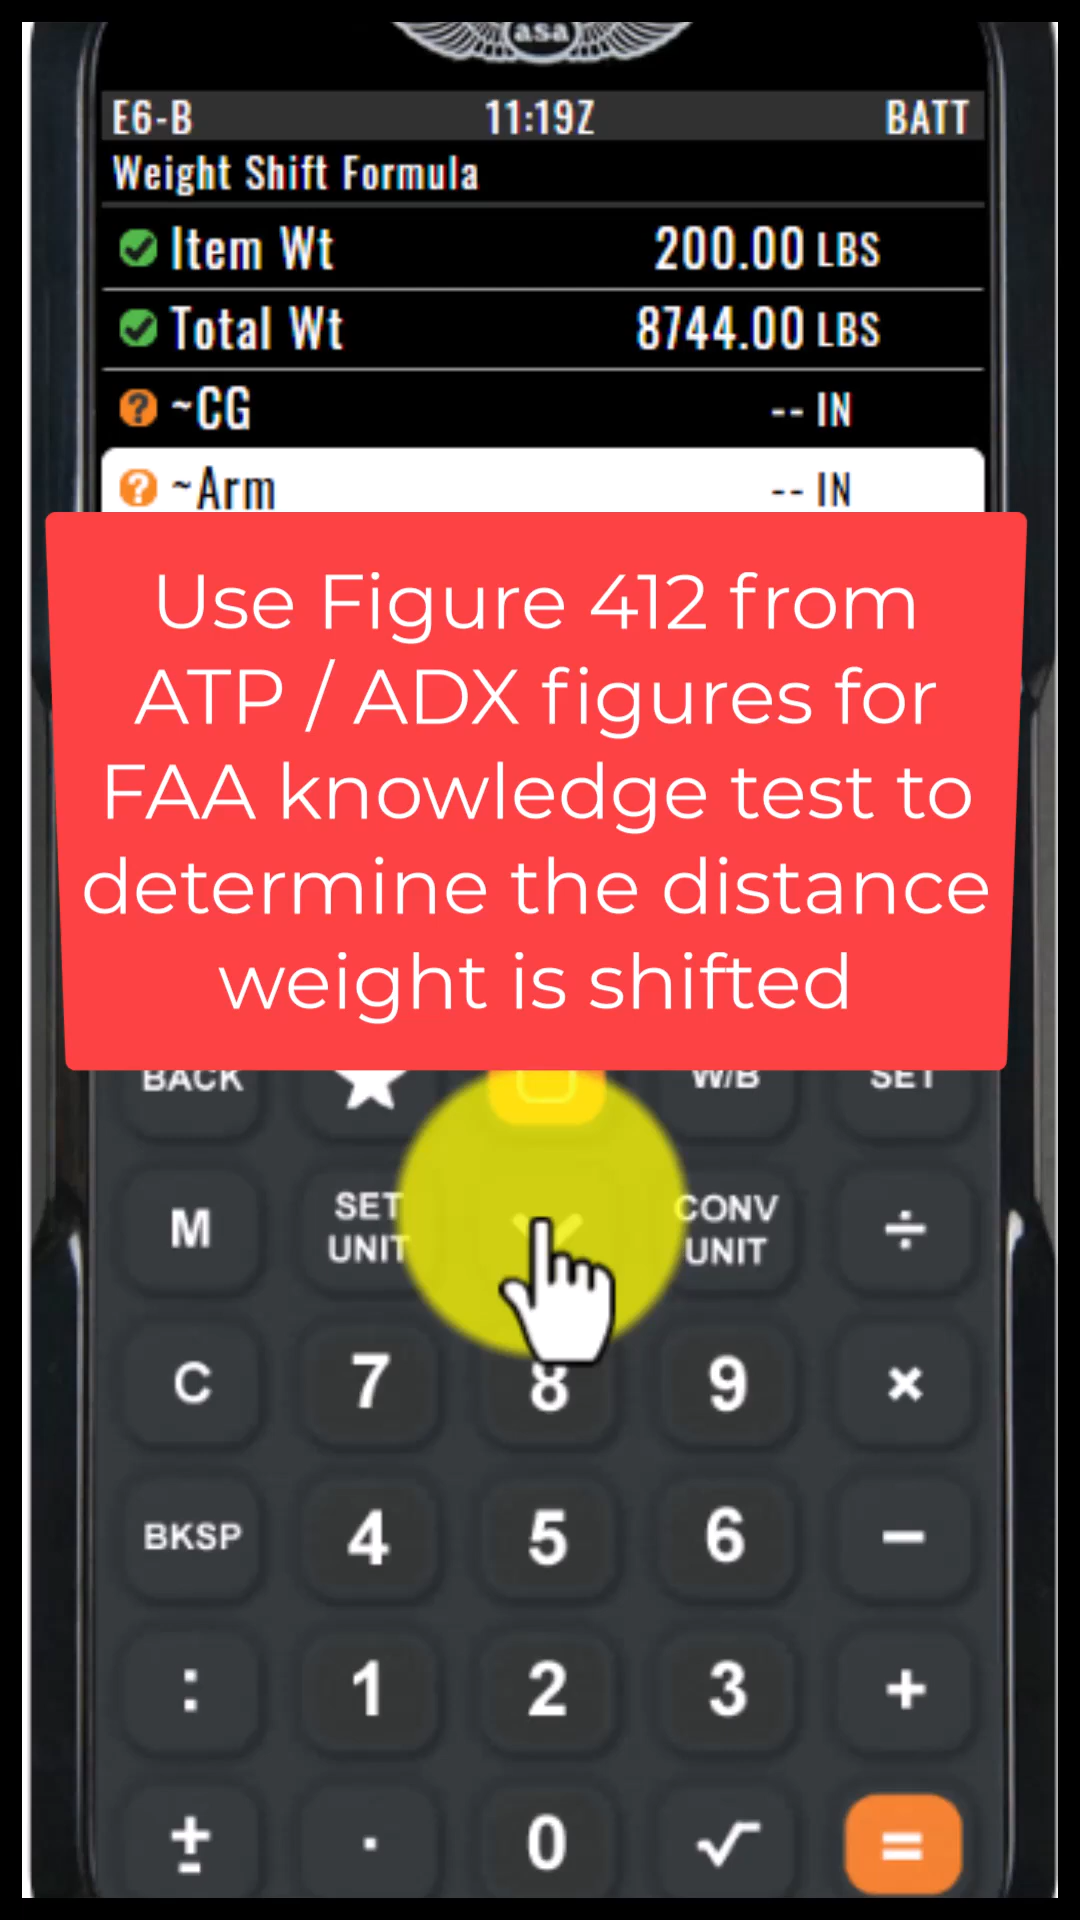 asa
E6-B 11:19Z BATT
Weight Shift Formula
Item Wt 200.00 LBS
Total Wt 8744.00 LBS
~CG -- IN
~Arm -- IN
Use Figure 412 from
ATP / ADX figures for
FAA knowledge test to
determine the distance
weight is shifted
BACK W/B SET
M SET UNIT CONV UNIT ÷
C 7 8 9 ×
BKSP 4 5 6 −
: 1 2 3 +
± . 0 √ =